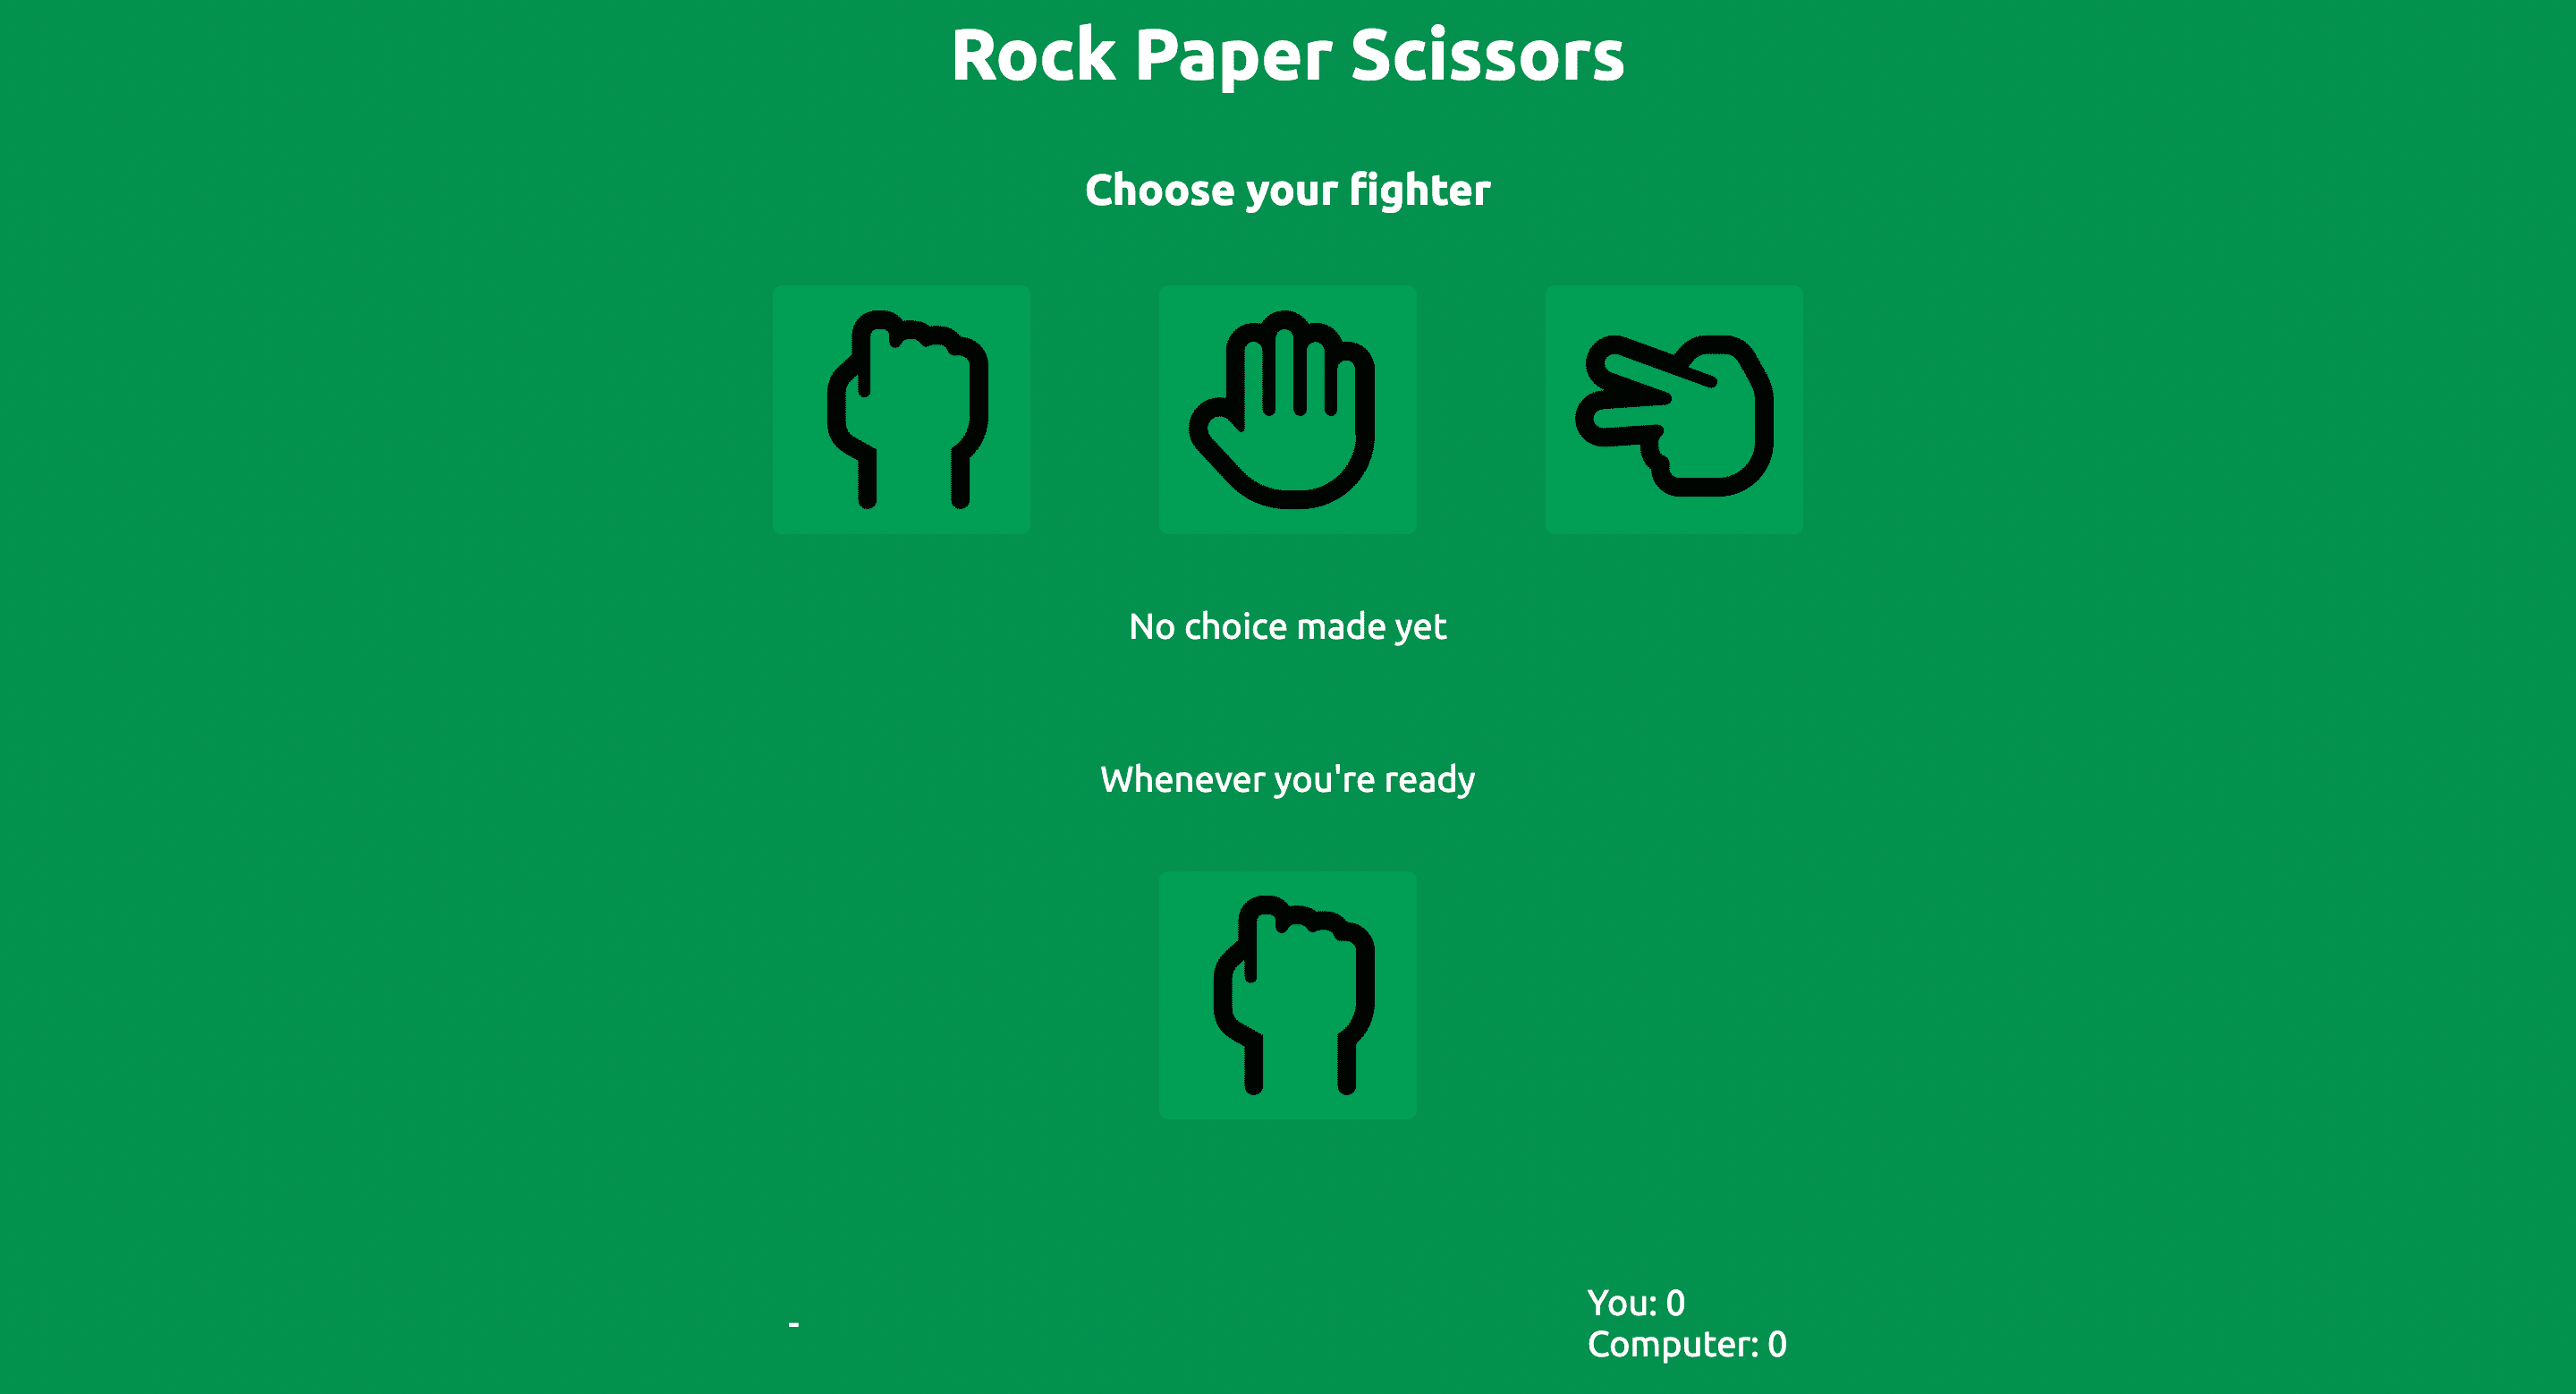 Rock Paper Scissors
Choose your fighter
No choice made yet
Whenever you're ready
-
You: 0
Computer: 0